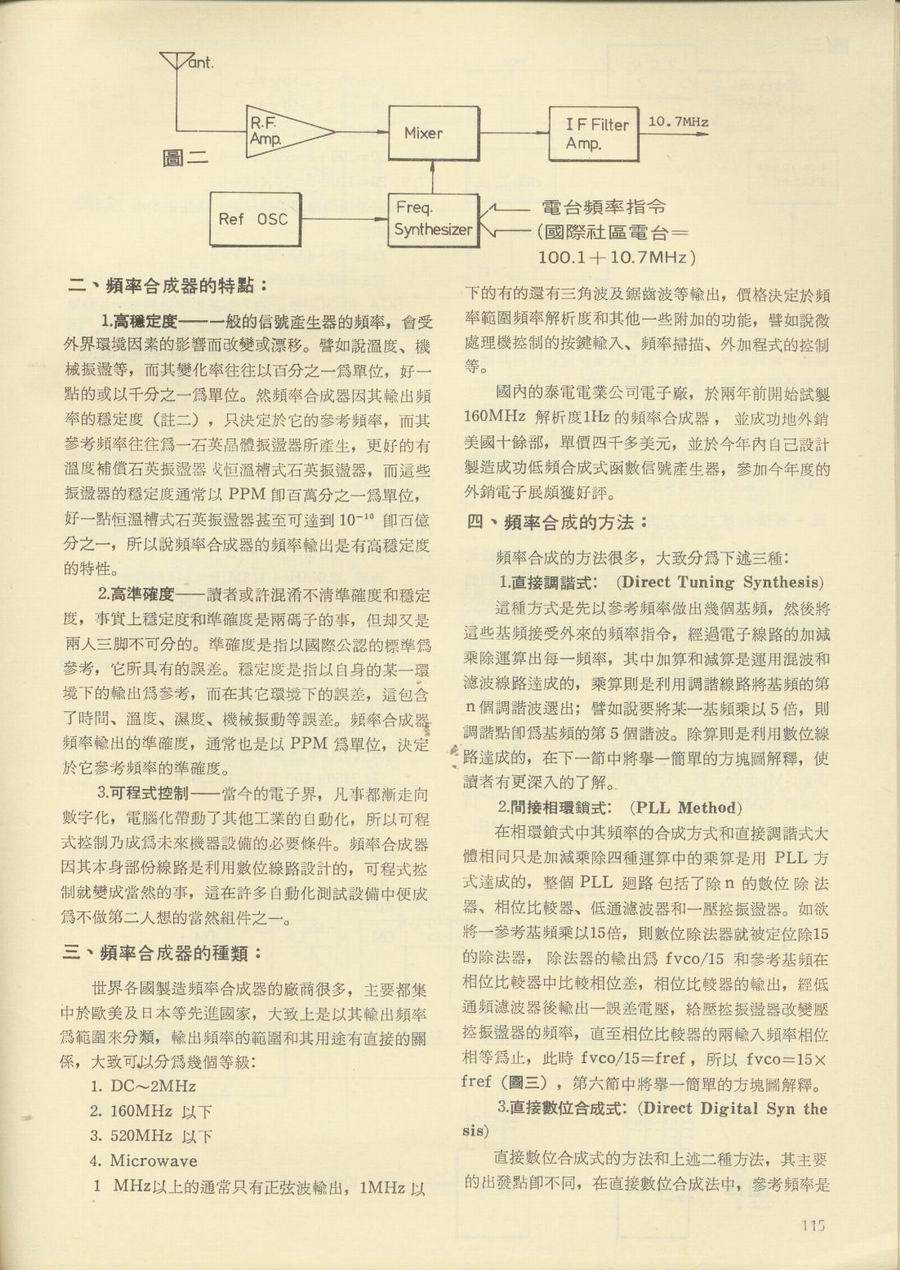 ant.
R.F.
Amp.
Mixer
IF Filter
Amp.
10.7MHz
圖二
Ref OSC
Freq.
Synthesizer
電台頻率指令
(國際社區電台=
100.1+10.7MHz)
二、頻率合成器的特點:
1.高穩定度——一般的信號產生器的頻率,會受
外界環境因素的影響而改變或漂移。譬如說溫度、機
械振盪等,而其變化率往往以百分之一爲單位,好一
點的或以千分之一爲單位。然頻率合成器因其輸出頻
率的穩定度(註二),只決定於它的參考頻率,而其
參考頻率往往爲一石英晶體振盪器所產生,更好的有
溫度補償石英振盪器或恒溫槽式石英振盪器,而這些
振盪器的穩定度通常以 PPM 卽百萬分之一爲單位,
好一點恒溫槽式石英振盪器甚至可達到 10⁻¹⁰ 卽百億
分之一,所以說頻率合成器的頻率輸出是有高穩定度
的特性。
2.高準確度——讀者或許混淆不淸準確度和穩定
度,事實上穩定度和準確度是兩碼子的事,但却又是
兩人三脚不可分的。準確度是指以國際公認的標準爲
參考,它所具有的誤差。穩定度是指以自身的某一環
境下的輸出爲參考,而在其它環境下的誤差,這包含
了時間、溫度、濕度、機械振動等誤差。頻率合成器
頻率輸出的準確度,通常也是以 PPM 爲單位,決定
於它參考頻率的準確度。
3.可程式控制——當今的電子界,凡事都漸走向
數字化,電腦化帶動了其他工業的自動化,所以可程
式控制乃成爲未來機器設備的必要條件。頻率合成器
因其本身部份線路是利用數位線路設計的,可程式控
制就變成當然的事,這在許多自動化測試設備中便成
爲不做第二人想的當然組件之一。
三、頻率合成器的種類:
世界各國製造頻率合成器的廠商很多,主要都集
中於歐美及日本等先進國家,大致上是以其輸出頻率
爲範圍來分類,輸出頻率的範圍和其用途有直接的關
係,大致可以分爲幾個等級:
1. DC~2MHz
2. 160MHz 以下
3. 520MHz 以下
4. Microwave
1 MHz以上的通常只有正弦波輸出,1MHz 以
下的有的還有三角波及鋸齒波等輸出,價格決定於頻
率範圍頻率解析度和其他一些附加的功能,譬如說微
處理機控制的按鍵輸入、頻率掃描、外加程式的控制
等。
國內的泰電電業公司電子廠,於兩年前開始試製
160MHz 解析度1Hz 的頻率合成器,並成功地外銷
美國十餘部,單價四千多美元,並於今年內自己設計
製造成功低頻合成式函數信號產生器,參加今年度的
外銷電子展頗獲好評。
四、頻率合成的方法:
頻率合成的方法很多,大致分爲下述三種:
1.直接調諧式: (Direct Tuning Synthesis)
這種方式是先以參考頻率做出幾個基頻,然後將
這些基頻接受外來的頻率指令,經過電子線路的加減
乘除運算出每一頻率,其中加算和減算是運用混波和
濾波線路達成的,乘算則是利用調諧線路將基頻的第
n個調諧波選出;譬如說要將某一基頻乘以5倍,則
調諧點卽爲基頻的第5個諧波。除算則是利用數位線
路達成的,在下一節中將擧一簡單的方塊圖解釋,使
讀者有更深入的了解。
2.間接相環鎖式: (PLL Method)
在相環鎖式中其頻率的合成方式和直接調諧式大
體相同只是加減乘除四種運算中的乘算是用 PLL 方
式達成的,整個 PLL 廻路包括了除n 的數位除法
器、相位比較器、低通濾波器和一壓控振盪器。如欲
將一參考基頻乘以15倍,則數位除法器就被定位除15
的除法器,除法器的輸出爲 fvco/15 和參考基頻在
相位比較器中比較相位差,相位比較器的輸出,經低
通頻濾波器後輸出一誤差電壓,給壓控振盪器改變壓
控振盪器的頻率,直至相位比較器的兩輸入頻率相位
相等爲止,此時 fvco/15=fref,所以 fvco=15×
fref(圖三),第六節中將擧一簡單的方塊圖解釋。
3.直接數位合成式: (Direct Digital Syn the
sis)
直接數位合成式的方法和上述二種方法,其主要
的出發點卽不同,在直接數位合成法中,參考頻率是
115